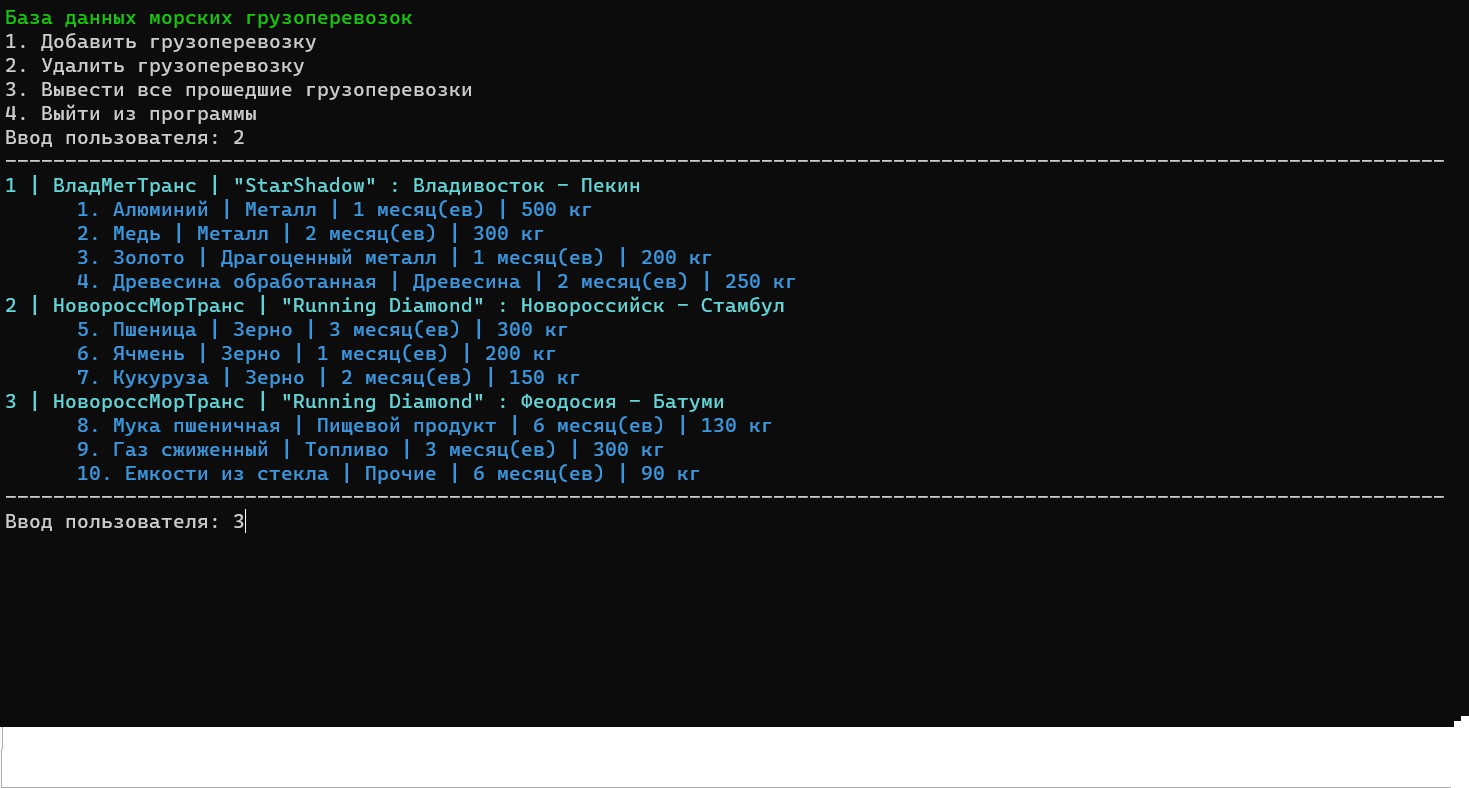 База данных морских грузоперевозок
1. Добавить грузоперевозку
2. Удалить грузоперевозку
3. Вывести все прошедшие грузоперевозки
4. Выйти из программы
Ввод пользователя: 2
------------------------------------------------------------------------------------------------------------------------
1 | ВладМетТранс | "StarShadow" : Владивосток - Пекин
1. Алюминий | Металл | 1 месяц(ев) | 500 кг
2. Медь | Металл | 2 месяц(ев) | 300 кг
3. Золото | Драгоценный металл | 1 месяц(ев) | 200 кг
4. Древесина обработанная | Древесина | 2 месяц(ев) | 250 кг
2 | НовороссМорТранс | "Running Diamond" : Новороссийск - Стамбул
5. Пшеница | Зерно | 3 месяц(ев) | 300 кг
6. Ячмень | Зерно | 1 месяц(ев) | 200 кг
7. Кукуруза | Зерно | 2 месяц(ев) | 150 кг
3 | НовороссМорТранс | "Running Diamond" : Феодосия - Батуми
8. Мука пшеничная | Пищевой продукт | 6 месяц(ев) | 130 кг
9. Газ сжиженный | Топливо | 3 месяц(ев) | 300 кг
10. Емкости из стекла | Прочие | 6 месяц(ев) | 90 кг
------------------------------------------------------------------------------------------------------------------------
Ввод пользователя: 3